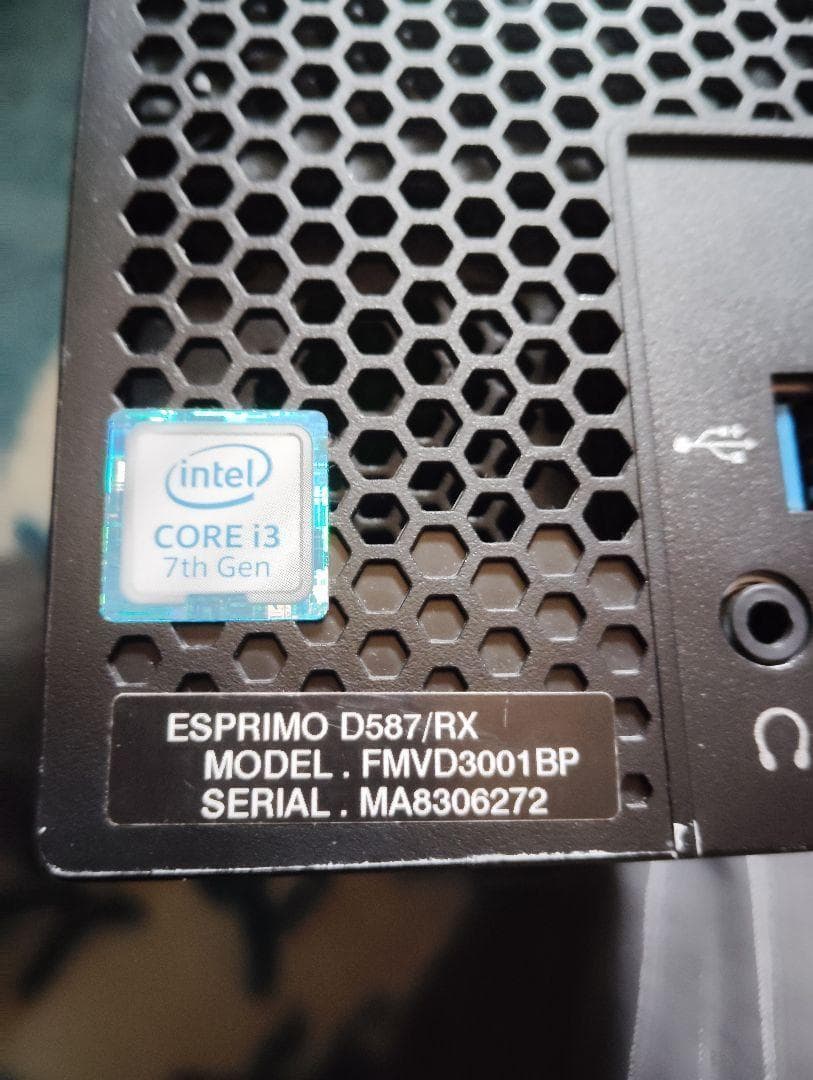 intel
CORE i3
7th Gen
ESPRIMO D587/RX
MODEL . FMVD3001BP
SERIAL . MA8306272